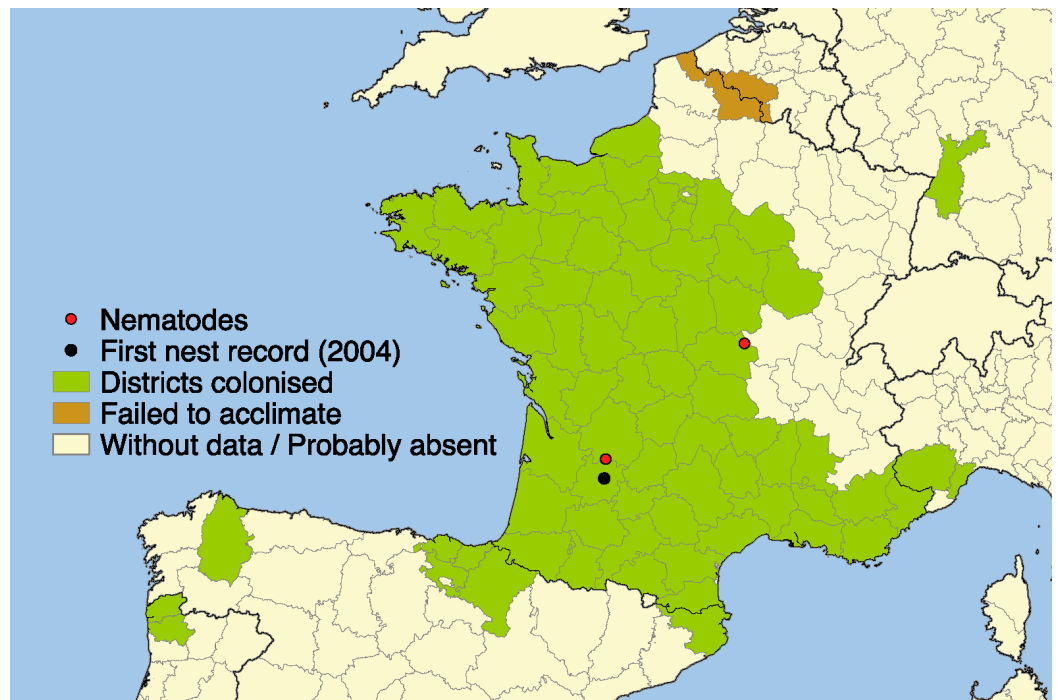 Nematodes
First nest record (2004)
Districts colonised
Failed to acclimate
Without data / Probably absent